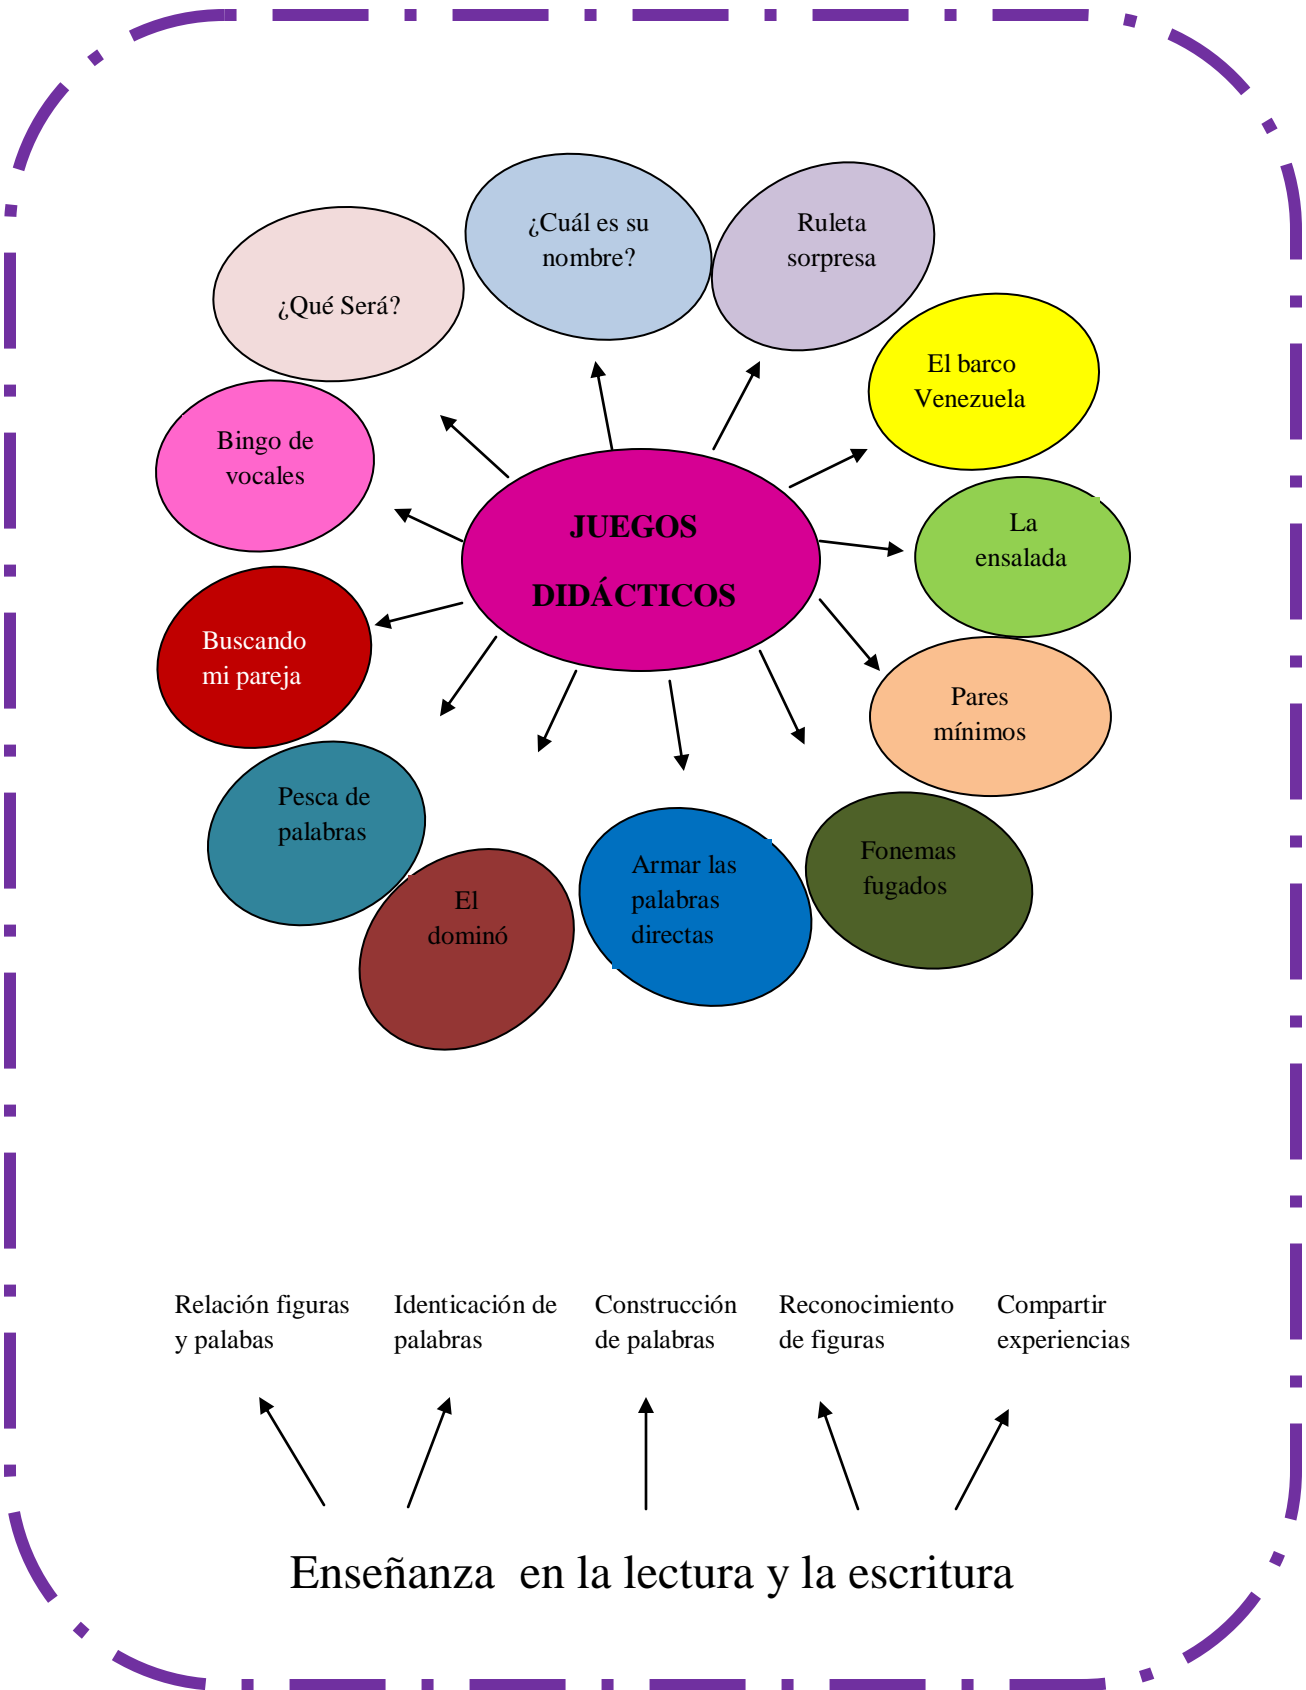 ¿Cuál es su
nombre?
Ruleta
sorpresa
¿Qué Será?
El barco
Venezuela
Bingo de
vocales
JUEGOS
DIDÁCTICOS
La
ensalada
Buscando
mi pareja
Pares
mínimos
Pesca de
palabras
El
dominó
Armar las
palabras
directas
Fonemas
fugados
Relación figuras
y palabas
Identicación de
palabras
Construcción
de palabras
Reconocimiento
de figuras
Compartir
experiencias
Enseñanza  en la lectura y la escritura